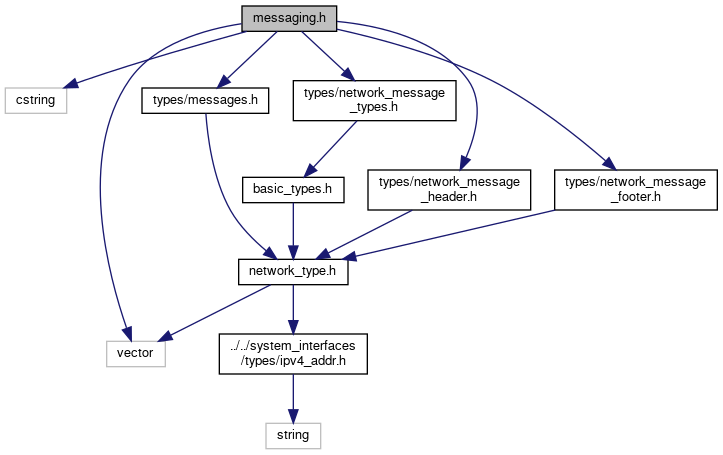 messaging.h
cstring
types/messages.h
types/network_message
_types.h
basic_types.h
types/network_message
_header.h
types/network_message
_footer.h
network_type.h
vector
../../system_interfaces
/types/ipv4_addr.h
string